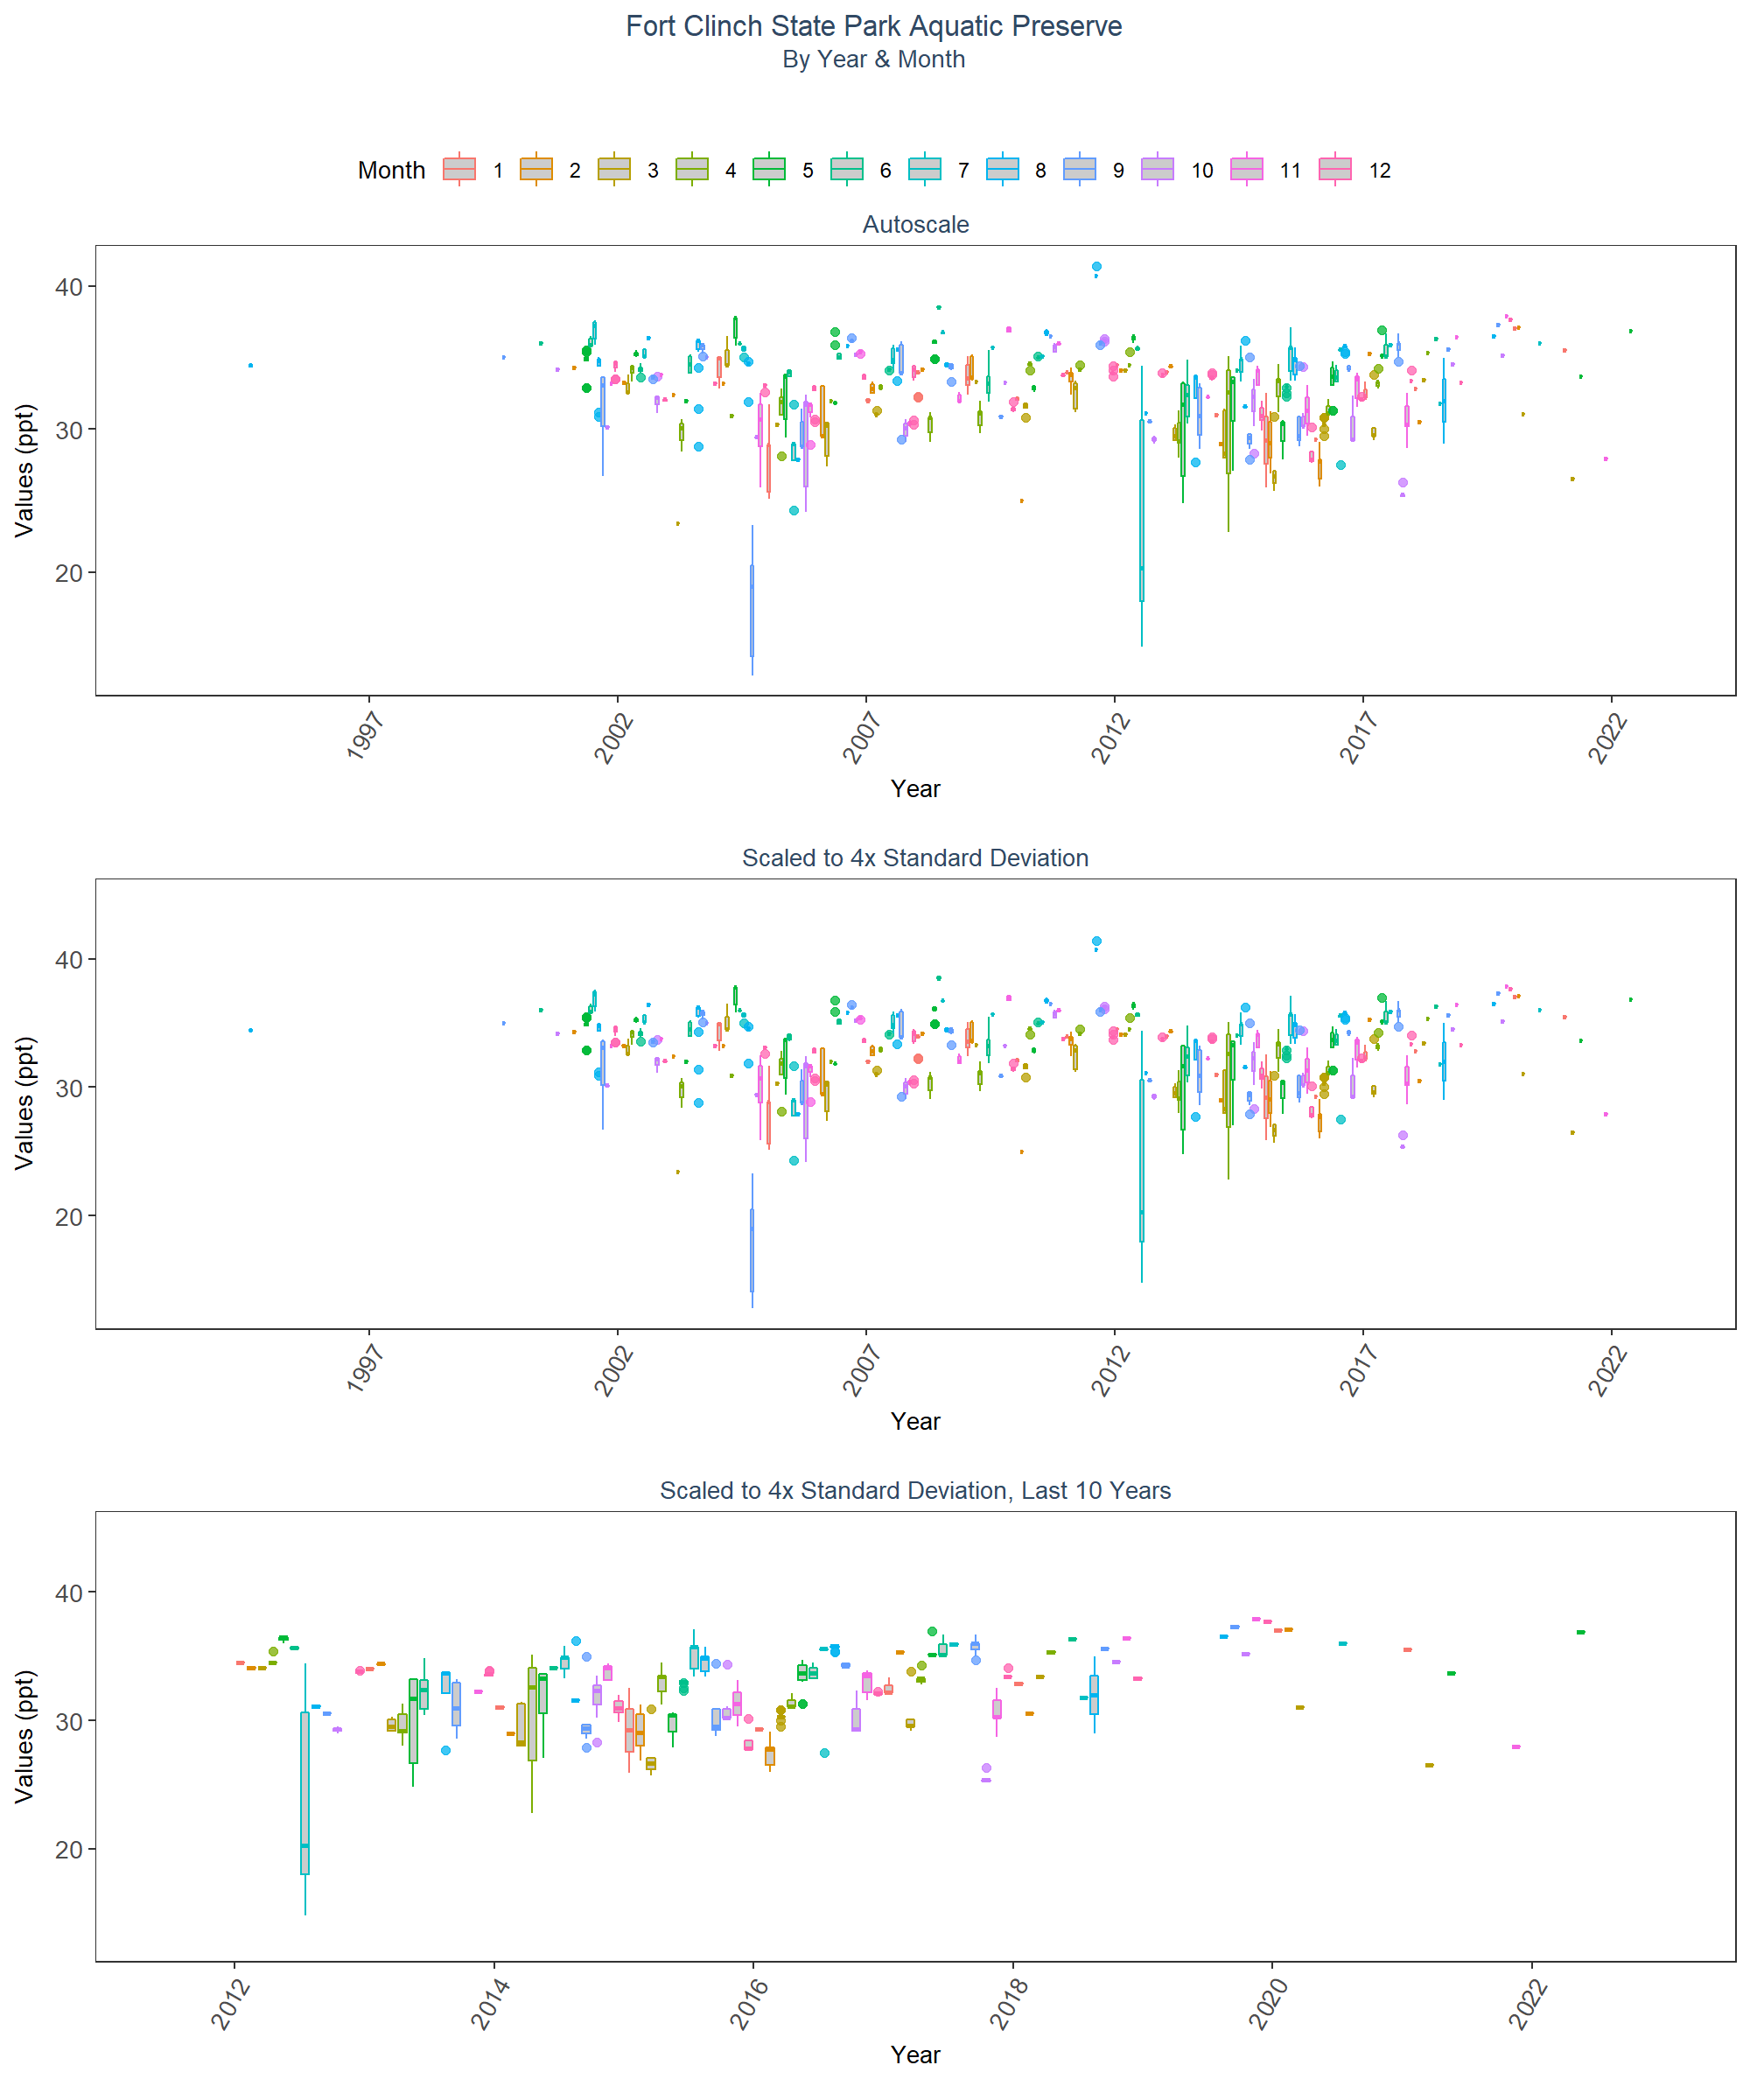 Fort Clinch State Park Aquatic Preserve
By Year & Month
Month 1 2 3 4 5 6 7 8 9 10 11 12
Autoscale
Values (ppt)
40
30
20
1997 2002 2007 2012 2017 2022
Year
Scaled to 4x Standard Deviation
Values (ppt)
40
30
20
1997 2002 2007 2012 2017 2022
Year
Scaled to 4x Standard Deviation, Last 10 Years
Values (ppt)
40
30
20
2012 2014 2016 2018 2020 2022
Year